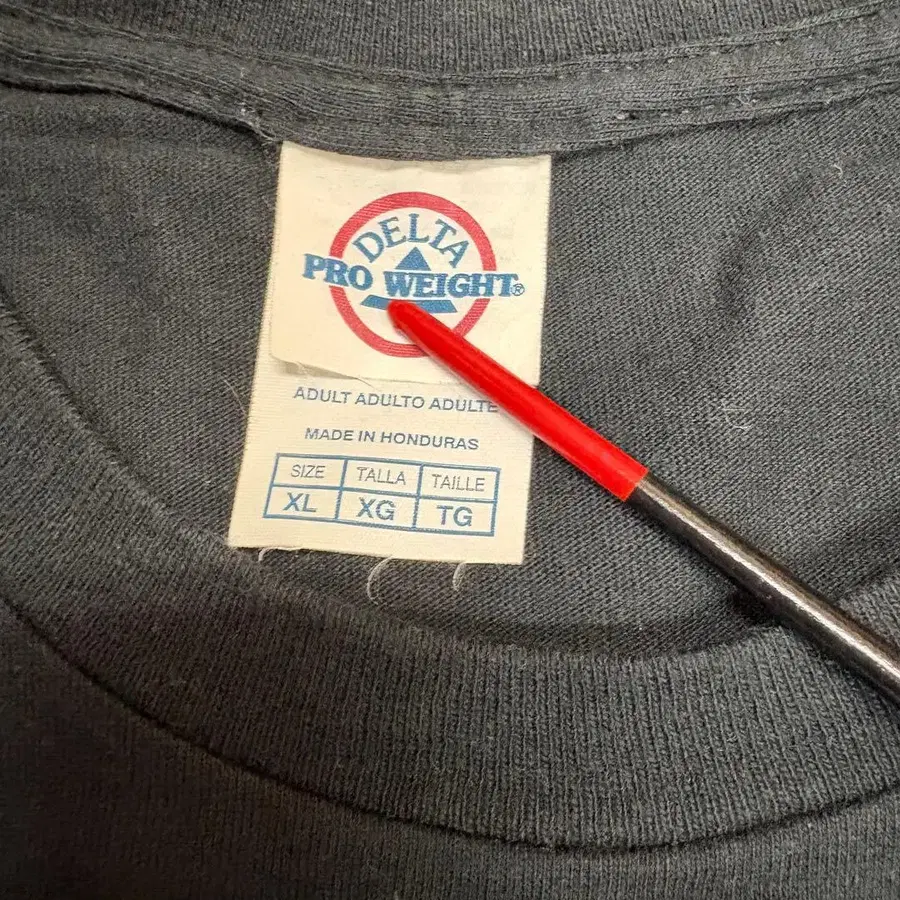 DELTA
PRO WEIGHT®
ADULT ADULTO ADULTE
MADE IN HONDURAS
SIZE TALLA TAILLE
XL XG TG